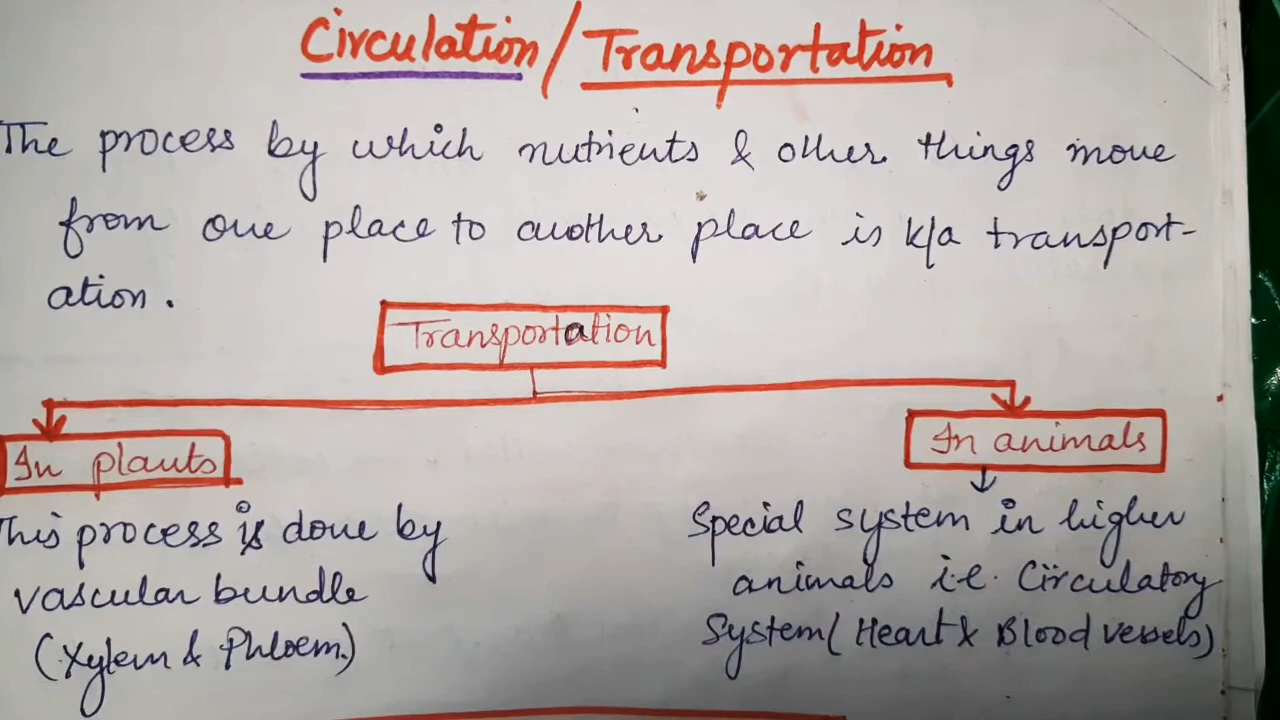 Circulation/Transportation
The process by which nutrients & other things move
from one place to another place is k/a transport-
ation.
Transportation
In plants
In animals
This process is done by
vascular bundle
(Xylem & Phloem.)
Special system in higher
animals i.e. Circulatory
System (Heart & Blood vessels)